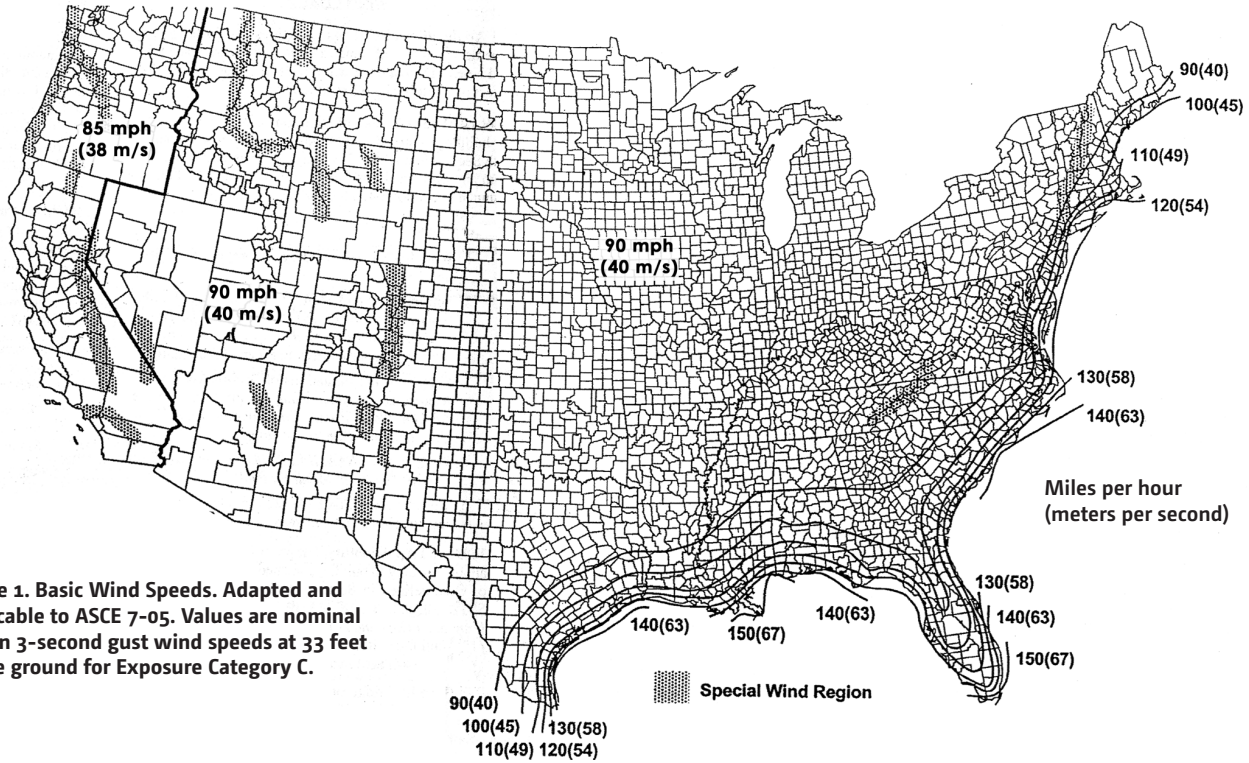 85 mph
(38 m/s)
90 mph
(40 m/s)
90 mph
(40 m/s)
90(40)
100(45)
110(49)
120(54)
130(58)
140(63)
Miles per hour
(meters per second)
130(58)
140(63)
150(67)
140(63)
150(67)
140(63)
Special Wind Region
90(40)
100(45)
130(58)
110(49)
120(54)
e 1. Basic Wind Speeds. Adapted and
cable to ASCE 7-05. Values are nominal
n 3-second gust wind speeds at 33 feet
e ground for Exposure Category C.